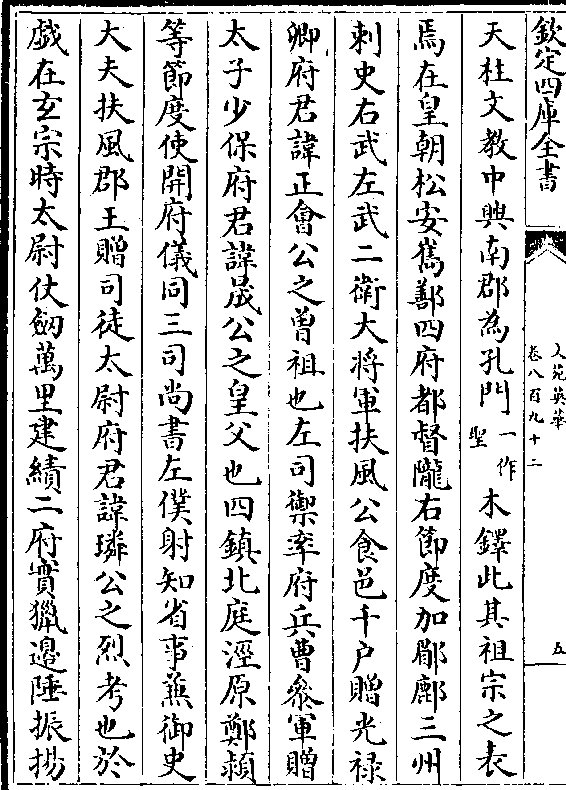 欽定四庫全書
文苑英華
卷八百九十二
五
天柱文教中興南郡為孔門一作聖木鐸此其祖宗之表
焉在皇朝松安嶲鄯四府都督隴右節度加鄜鄜三州
刺史右武左武二衛大將軍扶風公食邑千户贈光禄
卿府君諱正會公之曽祖也左司禦率府兵曹參軍贈
太子少保府君諱晟公之皇父也四鎮北庭涇原鄭潁
等節度使開府儀同三司尚書左僕射知省事兼御史
大夫扶風郡王贈司徒太尉府君諱璘公之烈考也於
戯在玄宗時太尉仗劒萬里建績二府實獵邉陲振揚